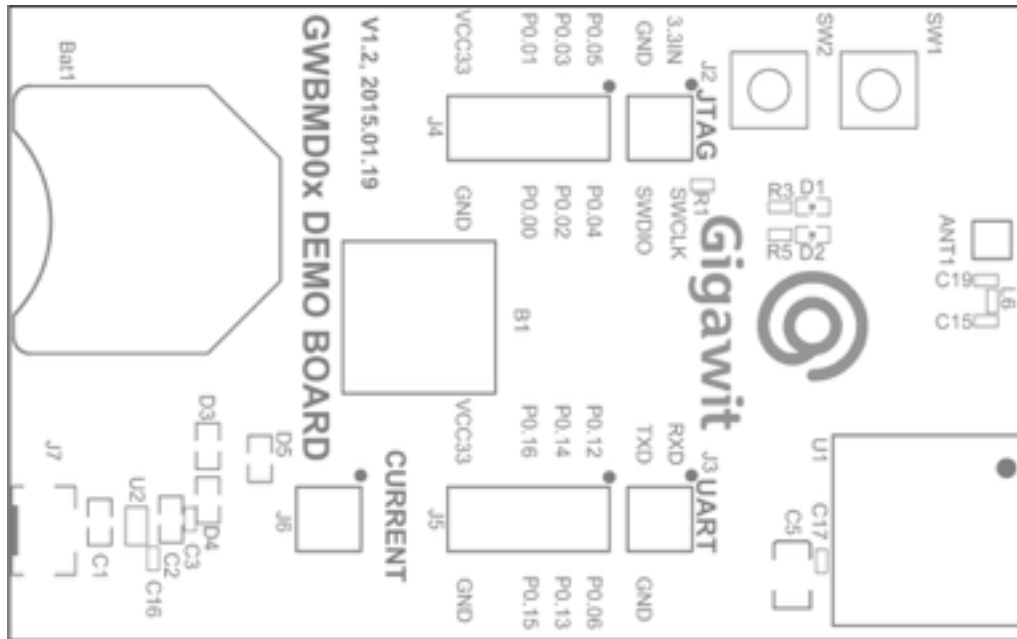 Bat1
GWBMD0x DEMO BOARD
V1.2, 2015.01.19
VCC33
P0.01
P0.03
P0.05
GND
3.3IN
J4
J2
JTAG
GND
P0.00
P0.02
P0.04
SWDIO
SWCLK
R1
SW2
SW1
R3
D1
R5
D2
ANT1
C19
L6
C15
Gigawit
B1
VCC33
P0.16
P0.14
P0.12
TXD
RXD
J5
J3
UART
GND
P0.15
P0.13
P0.06
GND
CURRENT
J6
D3
D5
D4
J7
U2
C1
C2
C3
C16
U1
C5
C17